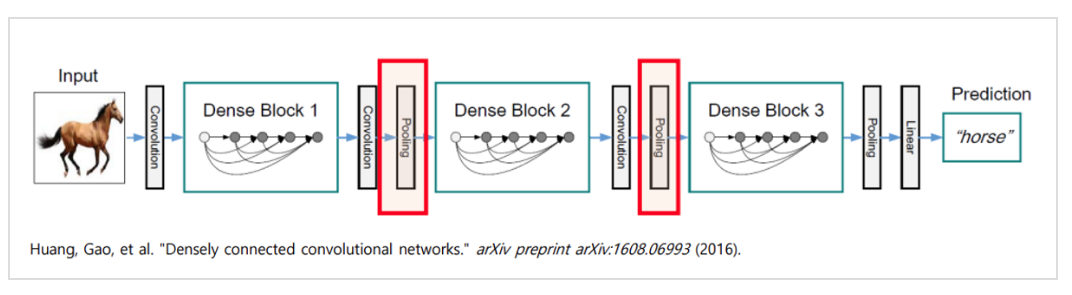 Input
Prediction
Convolution
Dense Block 1
Convolution
Pooling
Dense Block 2
Convolution
Pooling
Dense Block 3
Pooling
Linear
“horse”
Huang, Gao, et al. "Densely connected convolutional networks." arXiv preprint arXiv:1608.06993 (2016).